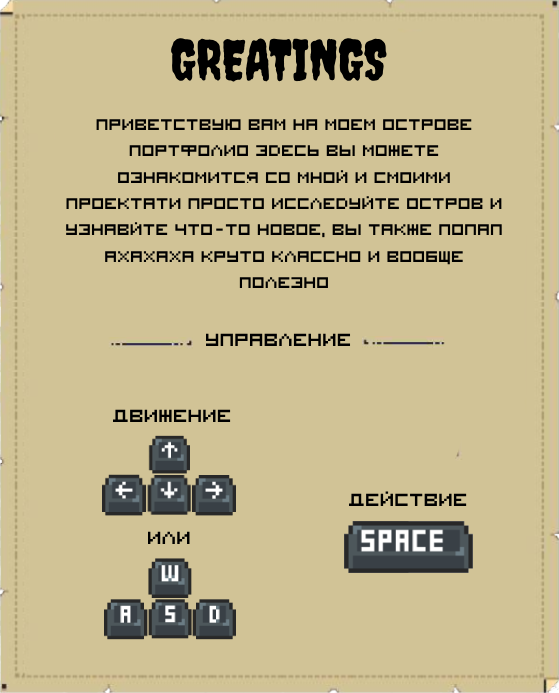 GREATINGS
ПРИВЕТСТВУЮ ВАМ НА МОЕМ ОСТРОВЕ
ПОРТФОЛИО ЗДЕСЬ ВЫ МОЖЕТЕ
ОЗНАКОМИТСЯ СО МНОЙ И СМОИМИ
ПРОЕКТАТИ ПРОСТО ИССЛЕДУЙТЕ ОСТРОВ И
УЗНАВЙТЕ ЧТО-ТО НОВОЕ, ВЫ ТАКЖЕ ПОПАП
АХАХАХА КРУТО КЛАССНО И ВООБЩЕ
ПОЛЕЗНО
УПРАВЛЕНИЕ
ДВИЖЕНИЕ
↑
← ↓ →
ИЛИ
W
A S D
ДЕЙСТВИЕ
SPACE